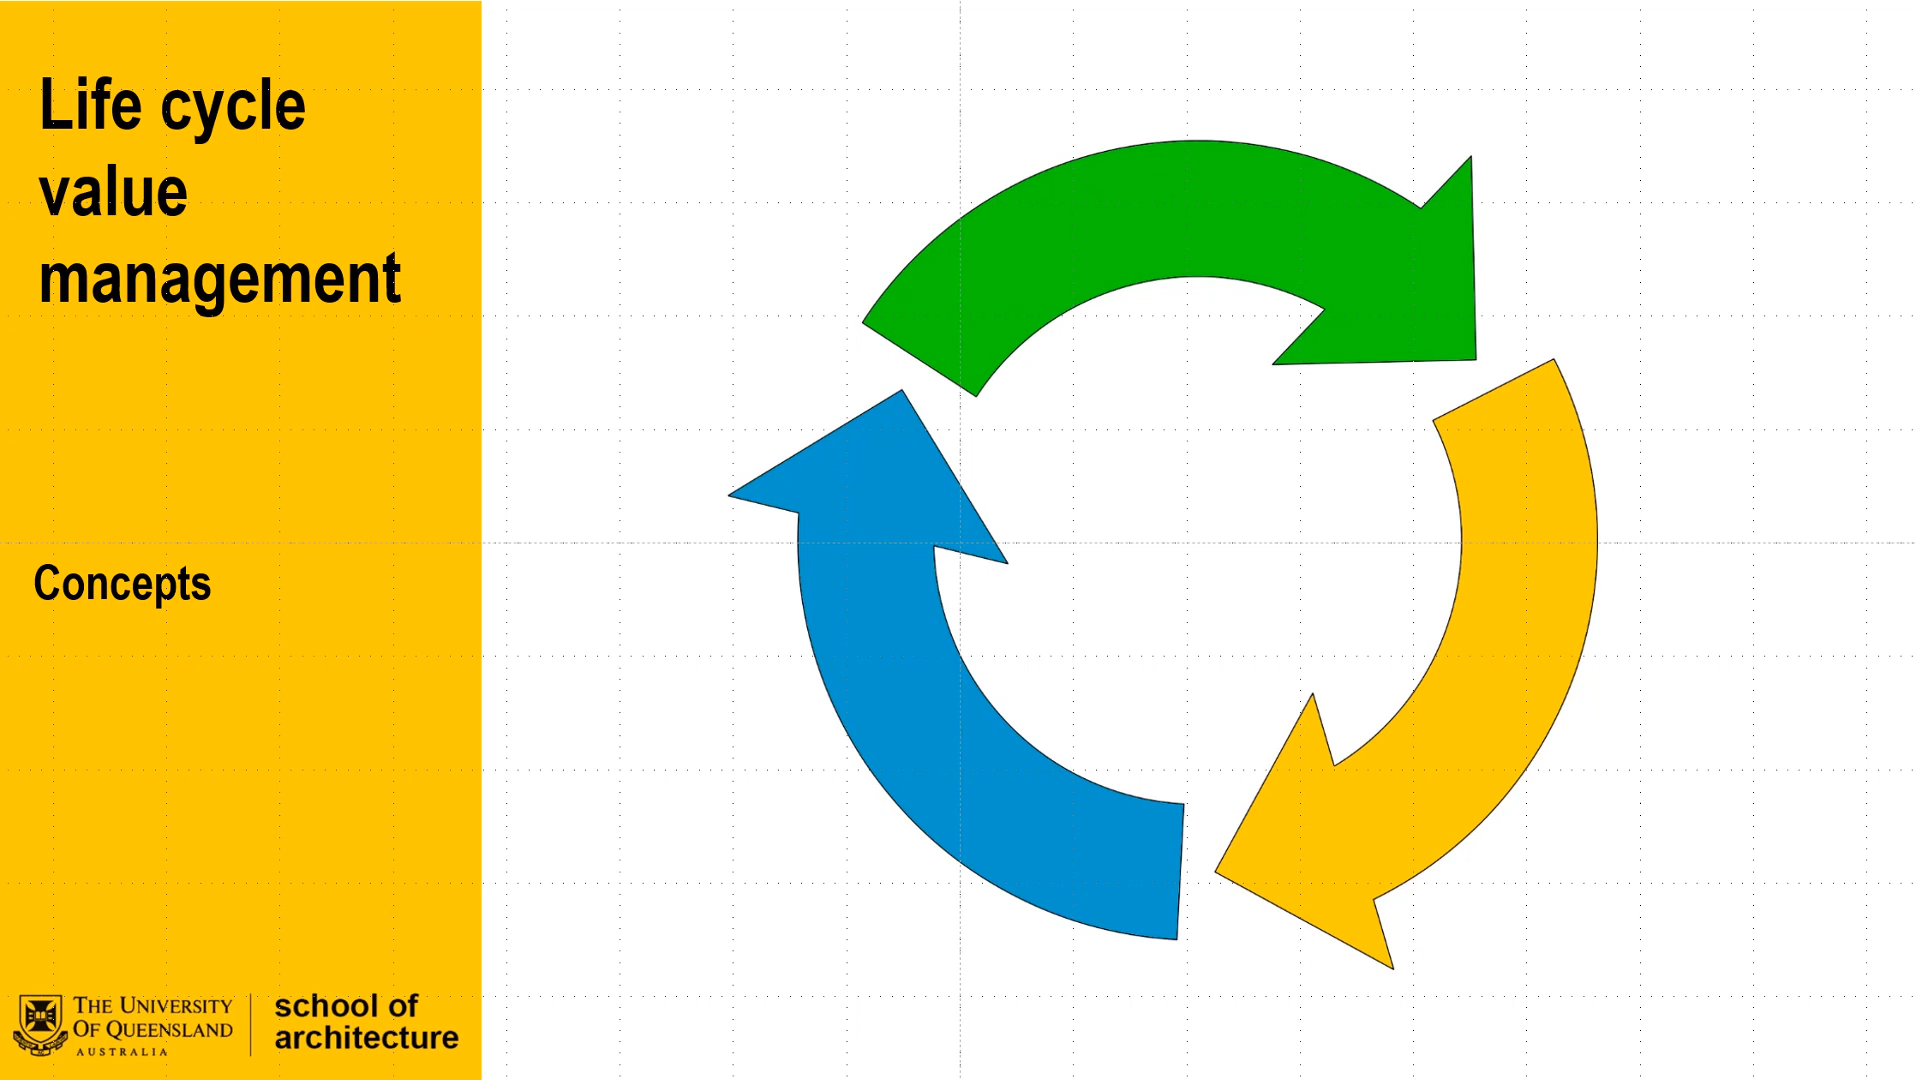 Life cycle
value
management
Concepts
THE UNIVERSITY
OF QUEENSLAND
AUSTRALIA
school of
architecture